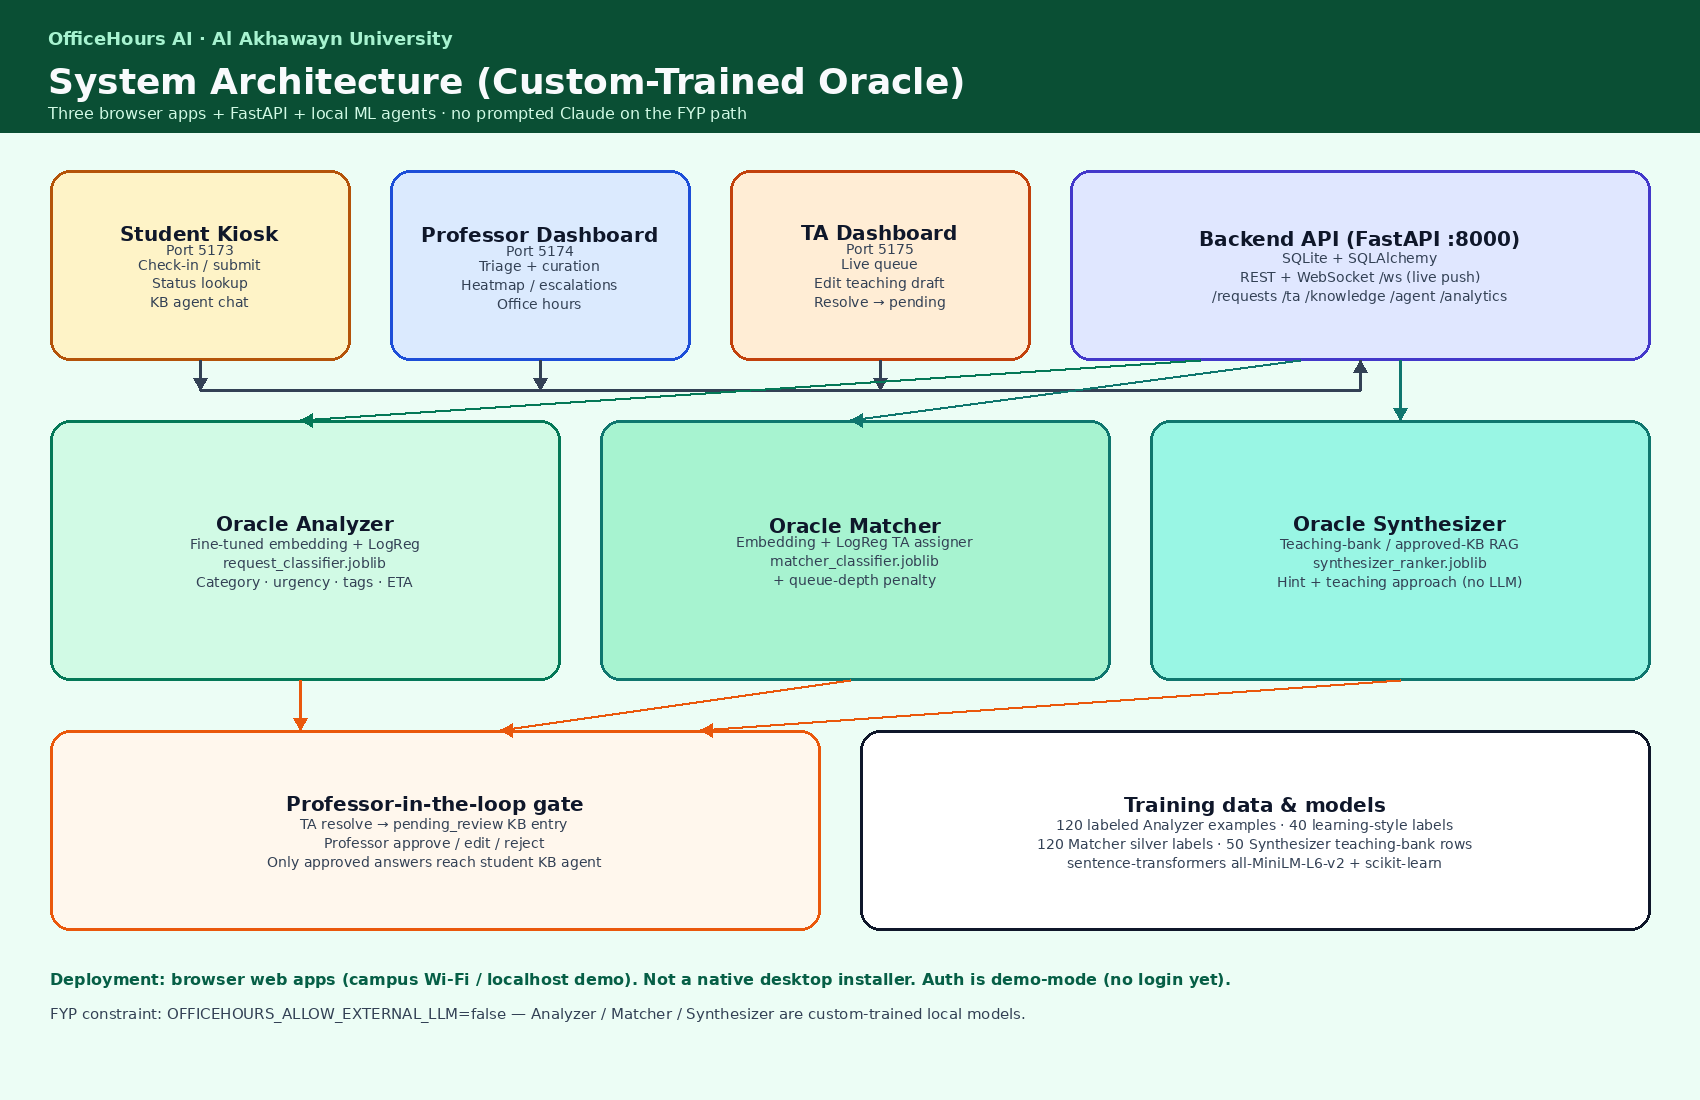 OfficeHours AI · Al Akhawayn University
System Architecture (Custom-Trained Oracle)
Three browser apps + FastAPI + local ML agents · no prompted Claude on the FYP path
Student Kiosk
Port 5173
Check-in / submit
Status lookup
KB agent chat
Professor Dashboard
Port 5174
Triage + curation
Heatmap / escalations
Office hours
TA Dashboard
Port 5175
Live queue
Edit teaching draft
Resolve → pending
Backend API (FastAPI :8000)
SQLite + SQLAlchemy
REST + WebSocket /ws (live push)
/requests /ta /knowledge /agent /analytics
Oracle Analyzer
Fine-tuned embedding + LogReg
request_classifier.joblib
Category · urgency · tags · ETA
Oracle Matcher
Embedding + LogReg TA assigner
matcher_classifier.joblib
+ queue-depth penalty
Oracle Synthesizer
Teaching-bank / approved-KB RAG
synthesizer_ranker.joblib
Hint + teaching approach (no LLM)
Professor-in-the-loop gate
TA resolve → pending_review KB entry
Professor approve / edit / reject
Only approved answers reach student KB agent
Training data & models
120 labeled Analyzer examples · 40 learning-style labels
120 Matcher silver labels · 50 Synthesizer teaching-bank rows
sentence-transformers all-MiniLM-L6-v2 + scikit-learn
Deployment: browser web apps (campus Wi-Fi / localhost demo). Not a native desktop installer. Auth is demo-mode (no login yet).
FYP constraint: OFFICEHOURS_ALLOW_EXTERNAL_LLM=false — Analyzer / Matcher / Synthesizer are custom-trained local models.